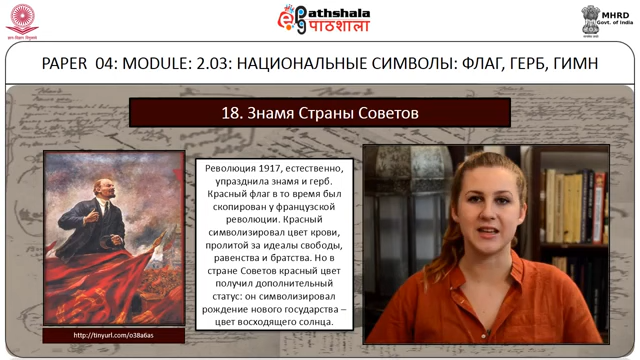 Pathshala
पाठशाला
MHRD
Govt. of India
PAPER 04: MODULE: 2.03: НАЦИОНАЛЬНЫЕ СИМВОЛЫ: ФЛАГ, ГЕРБ, ГИМН
18. Знамя Страны Советов
Революция 1917, естественно,
упразднила знамя и герб.
Красный флаг в то время был
скопирован у французской
революции. Красный
символизировал цвет крови,
пролитой за идеалы свободы,
равенства и братства. Но в
стране Советов красный цвет
получил дополнительный
статус: он символизировал
рождение нового государства –
цвет восходящего солнца.
http://tinyurl.com/o38a6as